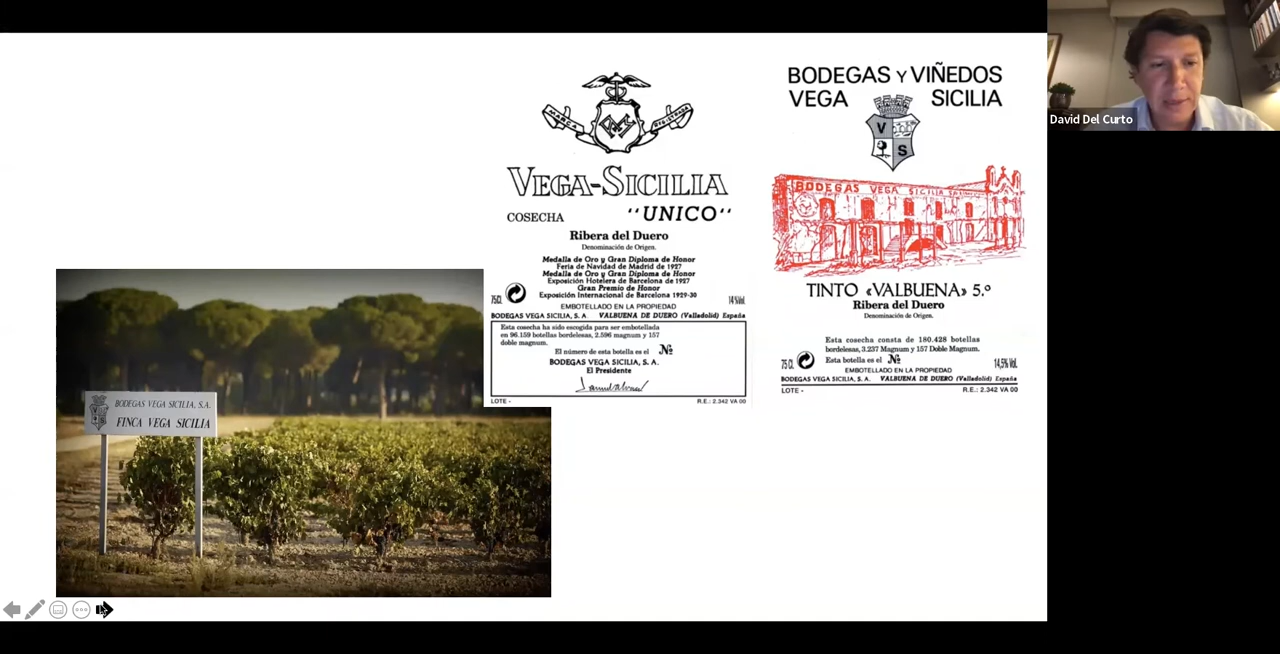 MARCA REGISTRADA
VEGA-SICILIA
COSECHA "UNICO"
Ribera del Duero
Denominación de Origen.
Medalla de Oro y Gran Diploma de Honor
Feria de Navidad de Madrid de 1927
Medalla de Oro y Gran Diploma de Honor
Exposición Hotelera de Barcelona de 1927
Gran Premio de Honor
Exposición Internacional de Barcelona 1929-30
75Cl. EMBOTELLADO EN LA PROPIEDAD 14%Vol.
BODEGAS VEGA SICILIA, S. A. VALBUENA DE DUERO (Valladolid) España
Esta cosecha ha sido escogida para ser embotellada
en 96.159 botellas bordelesas, 2.596 magnum y 157
doble magnum.
El número de esta botella es el Nº
BODEGAS VEGA SICILIA, S. A.
El Presidente
LOTE - R.E.: 2.342 VA 00
BODEGAS Y VIÑEDOS
VEGA SICILIA
V
S
BODEGAS VEGA SICILIA
TINTO «VALBUENA» 5.º
Ribera del Duero
Denominación de Origen.
Esta cosecha consta de 180.428 botellas
bordelesas, 3.237 Magnum y 157 Doble Magnum.
75 Cl. Esta botella es el Nº 14,5% Vol.
EMBOTELLADO EN LA PROPIEDAD
BODEGAS VEGA SICILIA, S. A. VALBUENA DE DUERO (Valladolid) España
LOTE - R.E.: 2.342 VA 00
BODEGAS VEGA SICILIA, S.A.
FINCA VEGA SICILIA
David Del Curto